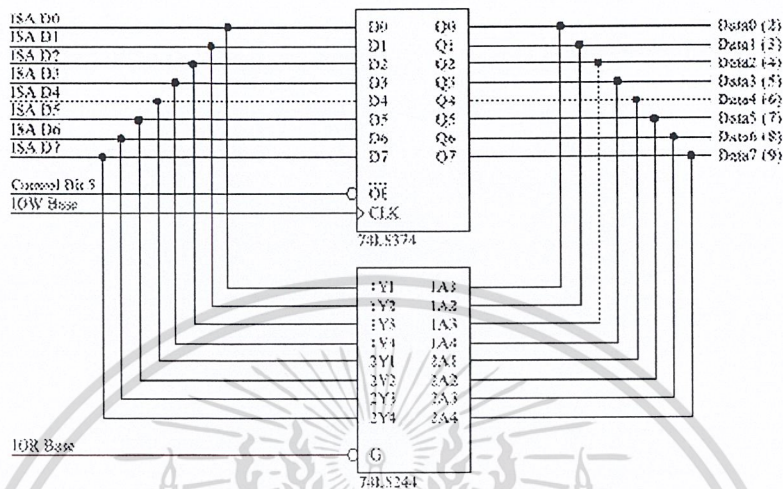 ISA D0
ISA D1
ISA D2
ISA D3
ISA D4
ISA D5
ISA D6
ISA D7
Control Bit 5
IOW Base
D0 Q0
D1 Q1
D2 Q2
D3 Q3
D4 Q4
D5 Q5
D6 Q6
D7 Q7
OE
CLK
74LS374
Data0 (2)
Data1 (3)
Data2 (4)
Data3 (5)
Data4 (6)
Data5 (7)
Data6 (8)
Data7 (9)
1Y1 1A1
1Y2 1A2
1Y3 1A3
1Y4 1A4
2Y1 2A1
2Y2 2A2
2Y3 2A3
2Y4 2A4
IOR Base
G
74LS244